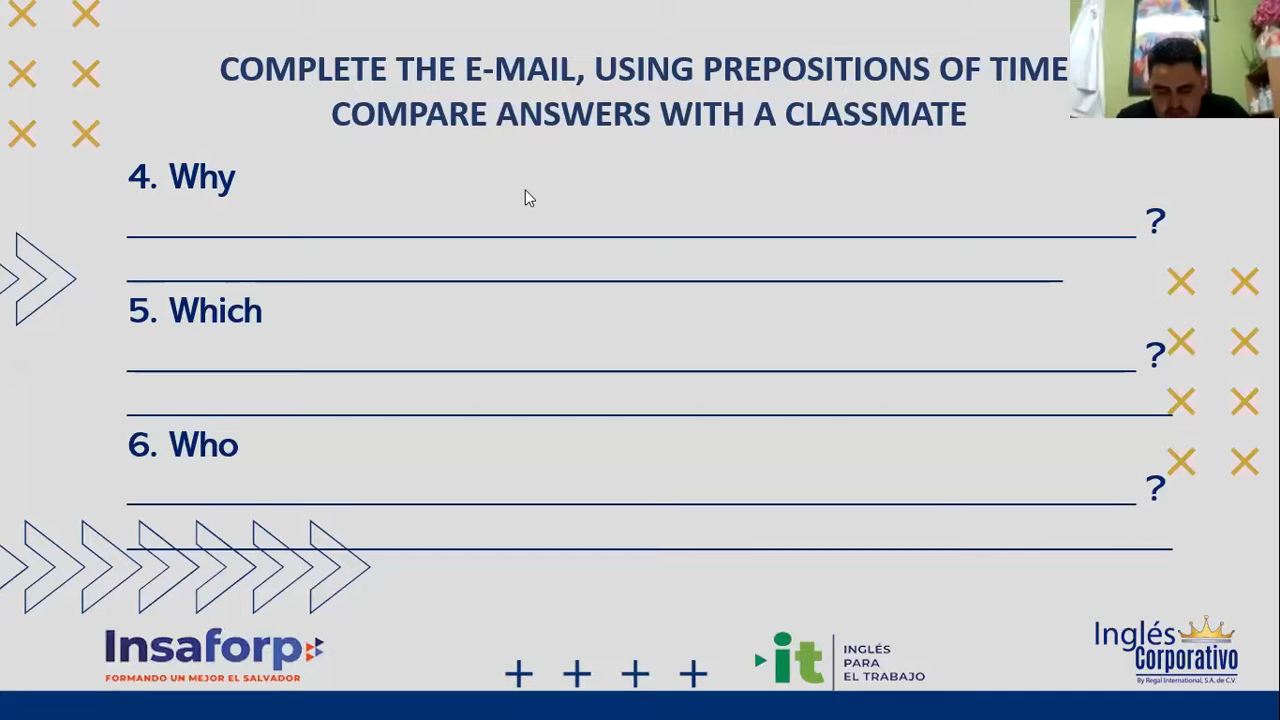 COMPLETE THE E-MAIL, USING PREPOSITIONS OF TIME
COMPARE ANSWERS WITH A CLASSMATE
4. Why
?
5. Which
?
6. Who
?
Insaforp
FORMANDO UN MEJOR EL SALVADOR
it
INGLÉS
PARA
EL TRABAJO
Inglés
Corporativo
By Regal International, S.A. de C.V.